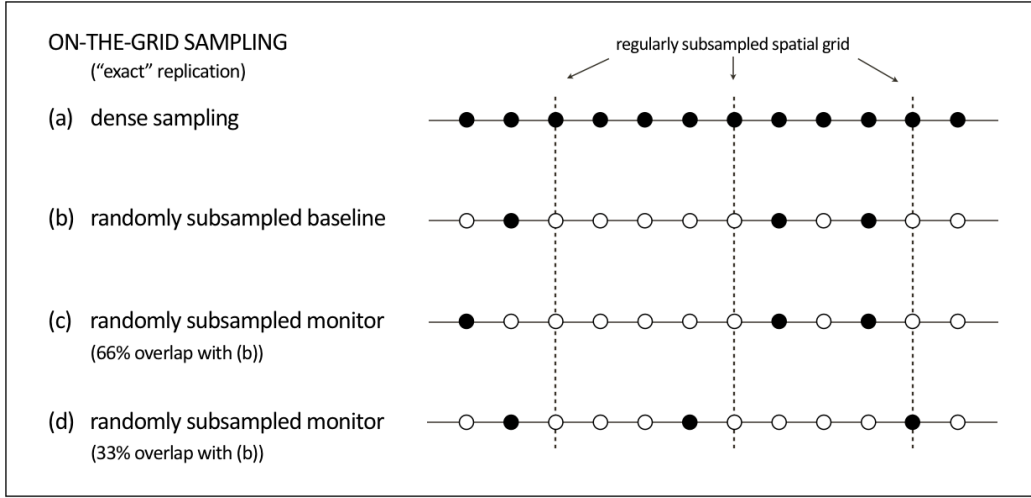 ON-THE-GRID SAMPLING
(“exact” replication)
regularly subsampled spatial grid
(a) dense sampling
(b) randomly subsampled baseline
(c) randomly subsampled monitor
(66% overlap with (b))
(d) randomly subsampled monitor
(33% overlap with (b))